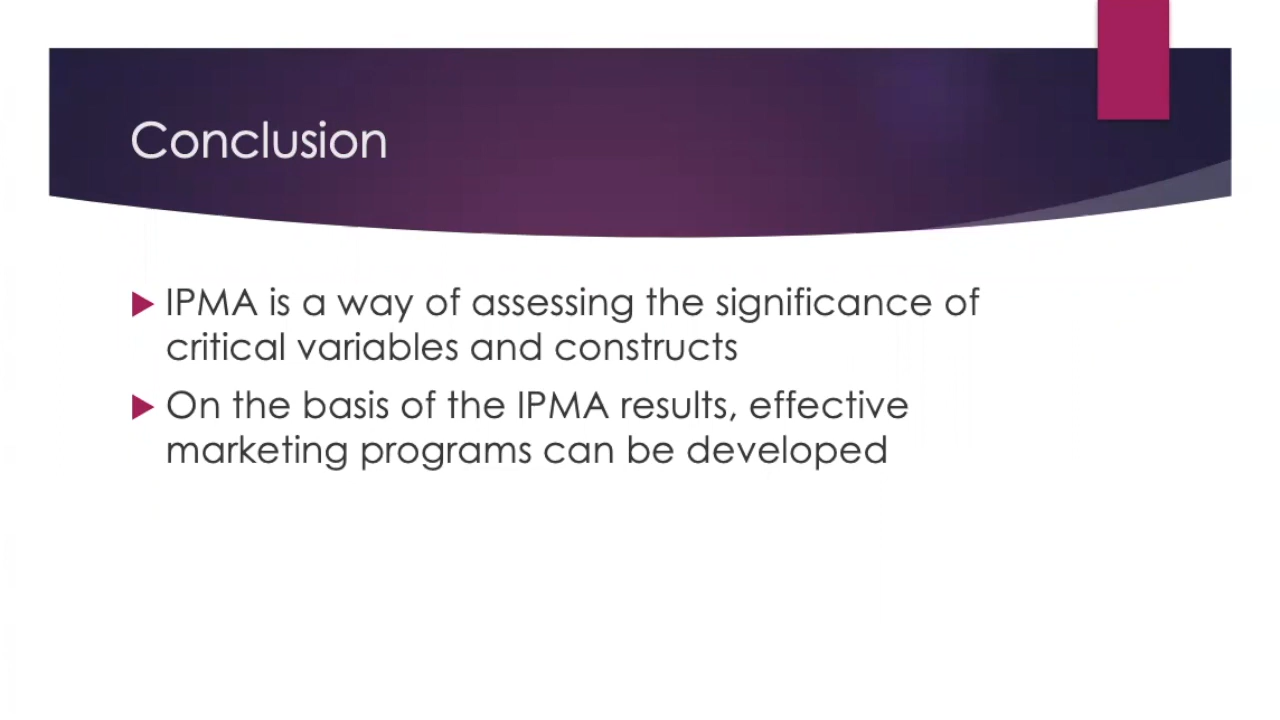 Conclusion
IPMA is a way of assessing the significance of
critical variables and constructs
On the basis of the IPMA results, effective
marketing programs can be developed